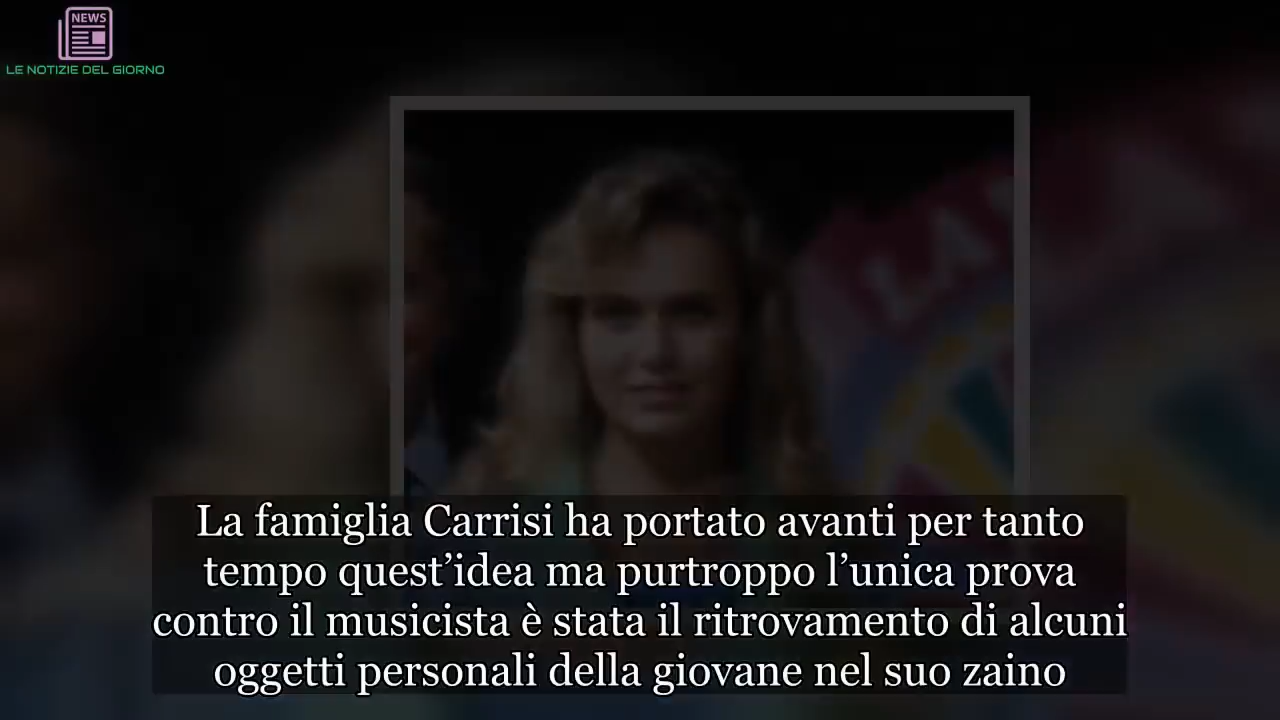 NEWS
LE NOTIZIE DEL GIORNO
LA
La famiglia Carrisi ha portato avanti per tanto
tempo quest’idea ma purtroppo l’unica prova
contro il musicista è stata il ritrovamento di alcuni
oggetti personali della giovane nel suo zaino